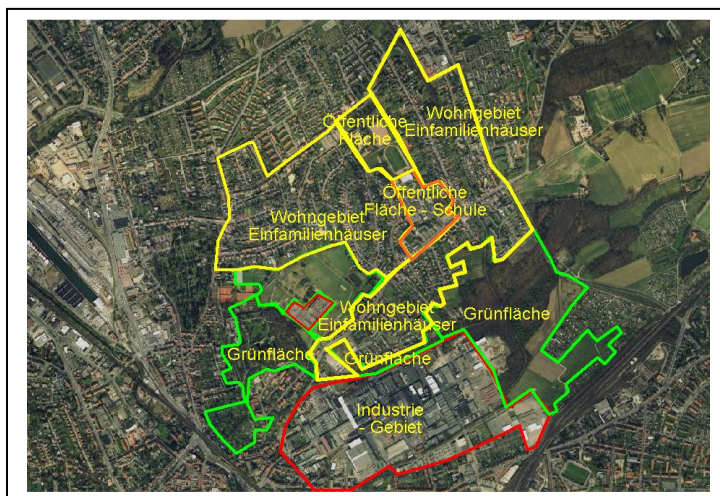 Wohngebiet
Einfamilienhäuser
Öffentliche
Fläche
Öffentliche
Fläche - Schule
Wohngebiet
Einfamilienhäuser
Wohngebiet
Einfamilienhäuser
Grünfläche
Grünfläche
Grünfläche
Industrie
- Gebiet